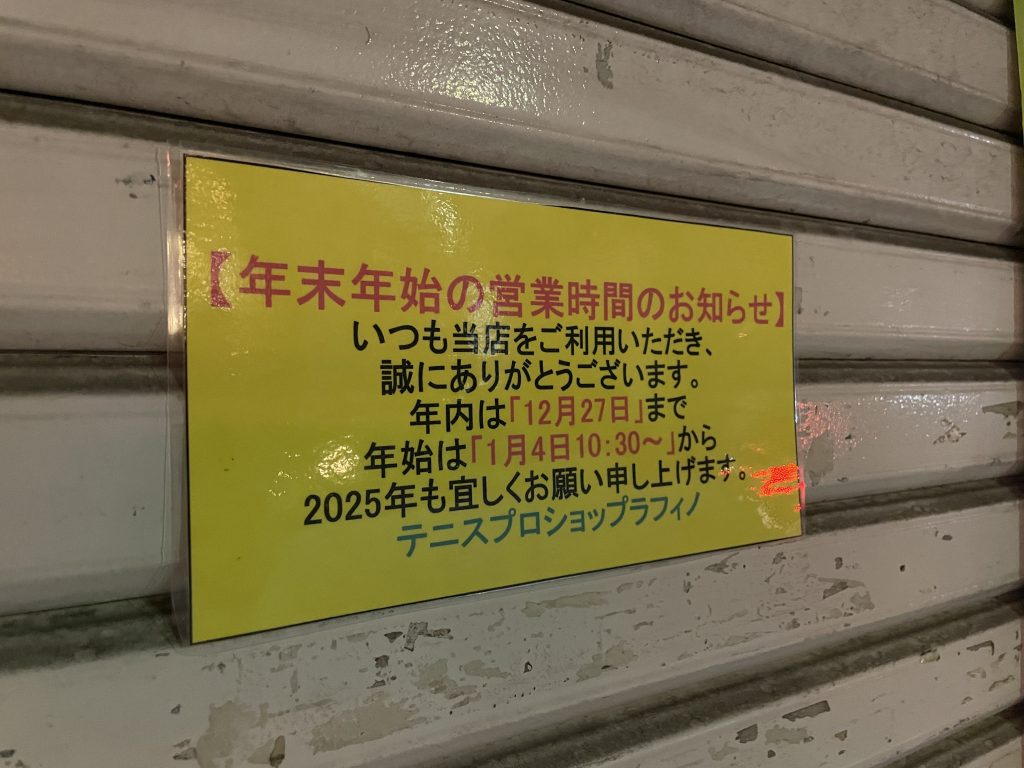 【年末年始の営業時間のお知らせ】
いつも当店をご利用いただき、
誠にありがとうございます。
年内は「12月27日」まで
年始は「1月4日10:30～」から
2025年も宜しくお願い申し上げます。
テニスプロショップラフィノ